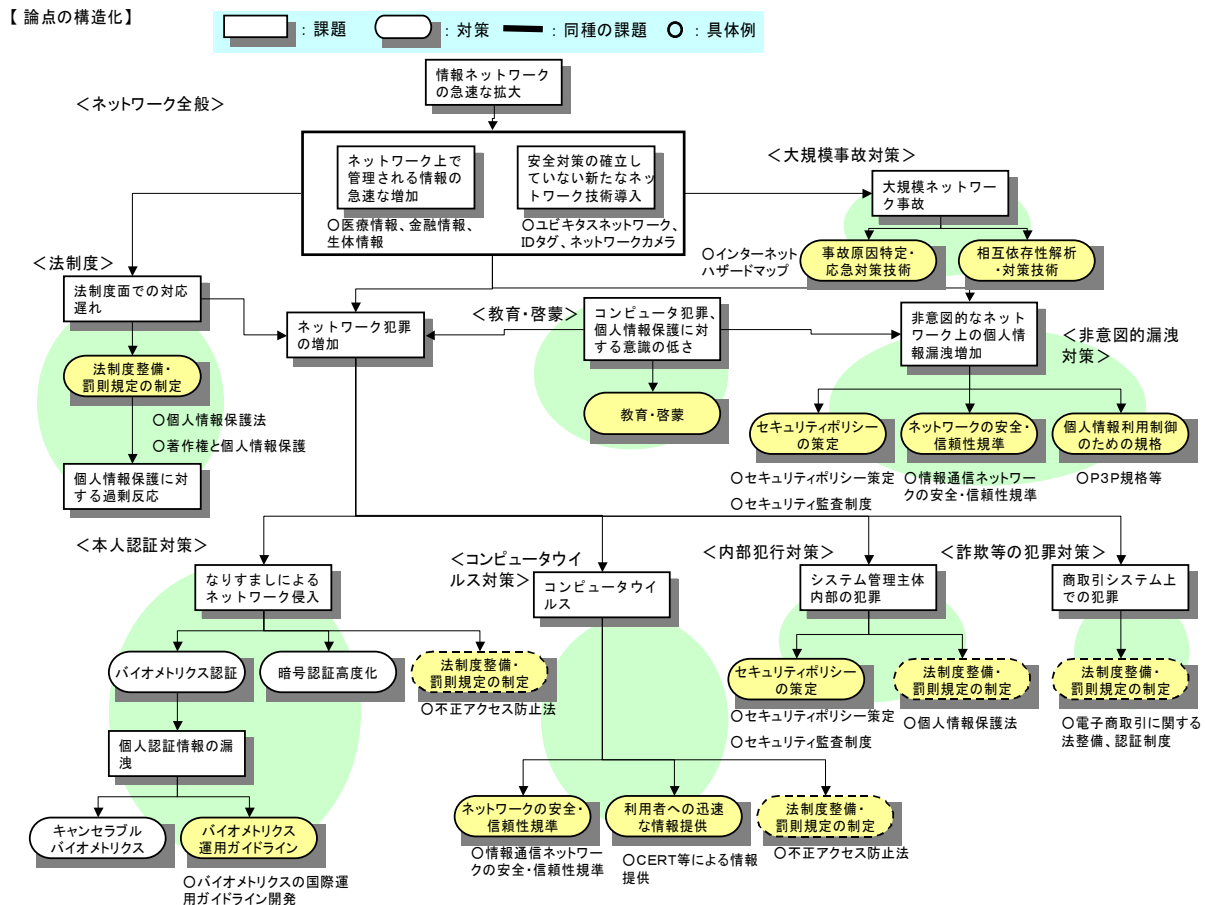 【 論点の構造化】
：課題
：対策
：同種の課題
：具体例
情報ネットワーク
の急速な拡大
＜ネットワーク全般＞
ネットワーク上で
管理される情報の
急速な増加
安全対策の確立し
ていない新たなネッ
トワーク技術導入
○医療情報、金融情報、
生体情報
○ユビキタスネットワーク、
IDタグ、ネットワークカメラ
＜大規模事故対策＞
大規模ネットワー
ク事故
○インターネット
ハザードマップ
事故原因特定・
応急対策技術
相互依存性解析
・対策技術
＜法制度＞
法制度面での対応
遅れ
ネットワーク犯罪
の増加
＜教育・啓蒙＞
コンピュータ犯罪、
個人情報保護に対
する意識の低さ
非意図的なネット
ワーク上の個人情
報漏洩増加
＜非意図的漏洩
対策＞
法制度整備・
罰則規定の制定
○個人情報保護法
○著作権と個人情報保護
個人情報保護に対
する過剰反応
教育・啓蒙
セキュリティポリシー
の策定
ネットワークの安全・
信頼性規準
個人情報利用制御
のための規格
○セキュリティポリシー策定
○セキュリティ監査制度
○情報通信ネットワー
クの安全・信頼性規準
○P3P規格等
＜本人認証対策＞
なりすましによる
ネットワーク侵入
＜コンピュータウイ
ルス対策＞
コンピュータウイ
ルス
＜内部犯行対策＞
システム管理主体
内部の犯罪
＜詐欺等の犯罪対策＞
商取引システム上
での犯罪
バイオメトリクス認証
暗号認証高度化
法制度整備・
罰則規定の制定
○不正アクセス防止法
セキュリティポリシー
の策定
○セキュリティポリシー策定
○セキュリティ監査制度
法制度整備・
罰則規定の制定
○個人情報保護法
法制度整備・
罰則規定の制定
○電子商取引に関する
法整備、認証制度
個人認証情報の漏
洩
キャンセラブル
バイオメトリクス
バイオメトリクス
運用ガイドライン
○バイオメトリクスの国際運
用ガイドライン開発
ネットワークの安全・
信頼性規準
○情報通信ネットワー
クの安全・信頼性規準
利用者への迅速
な情報提供
○CERT等による情報
提供
法制度整備・
罰則規定の制定
○不正アクセス防止法